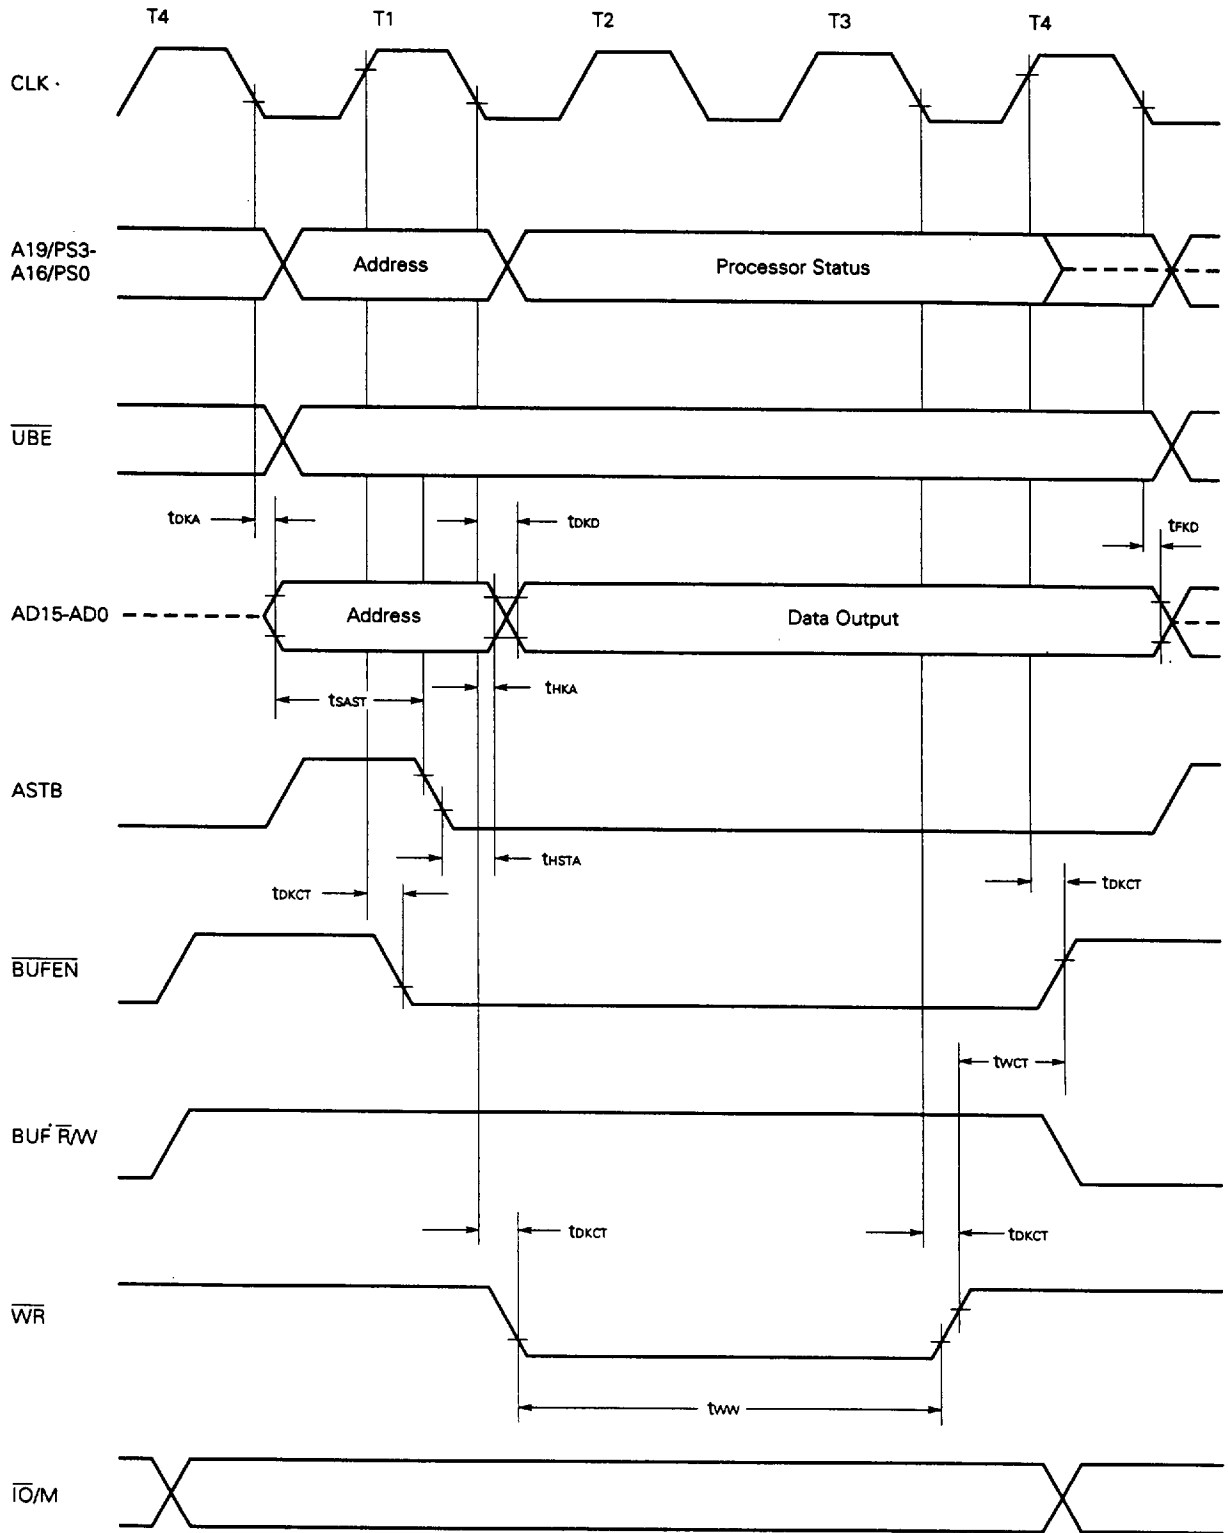 T4 T1 T2 T3 T4
CLK
A19/PS3-
A16/PS0
Address
Processor Status
UBE
tDKA
tDKD
tFKD
AD15-AD0
Address
Data Output
tSAST
tHKA
ASTB
tHSTA
tDKCT
tDKCT
BUFEN
tWCT
BUF R/W
tDKCT
tDKCT
WR
tWW
IO/M